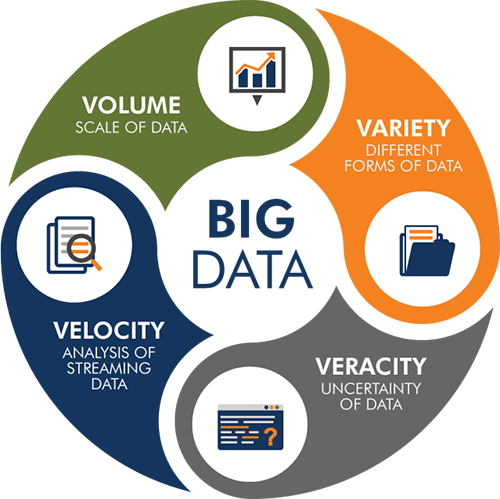 VOLUME
SCALE OF DATA
VARIETY
DIFFERENT
FORMS OF DATA
BIG
DATA
VELOCITY
ANALYSIS OF
STREAMING
DATA
VERACITY
UNCERTAINTY
OF DATA
?